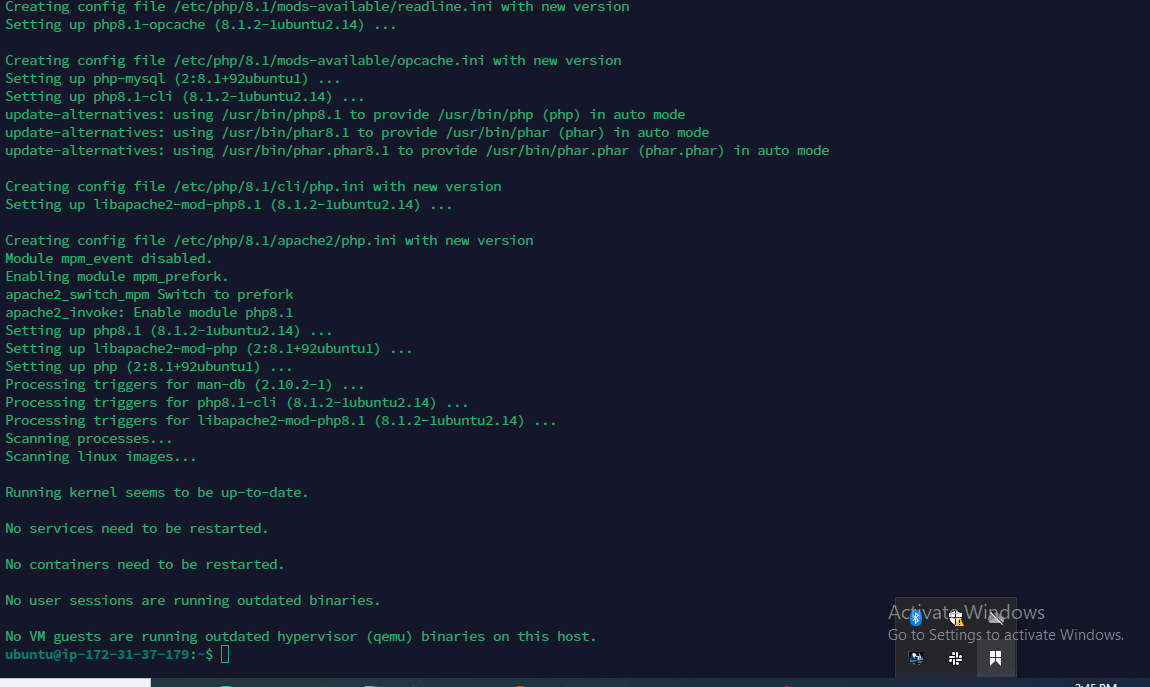 Creating config file /etc/php/8.1/mods-available/readline.ini with new version
Setting up php8.1-opcache (8.1.2-1ubuntu2.14) ...
Creating config file /etc/php/8.1/mods-available/opcache.ini with new version
Setting up php-mysql (2:8.1+92ubuntu1) ...
Setting up php8.1-cli (8.1.2-1ubuntu2.14) ...
update-alternatives: using /usr/bin/php8.1 to provide /usr/bin/php (php) in auto mode
update-alternatives: using /usr/bin/phar8.1 to provide /usr/bin/phar (phar) in auto mode
update-alternatives: using /usr/bin/phar.phar8.1 to provide /usr/bin/phar.phar (phar.phar) in auto mode
Creating config file /etc/php/8.1/cli/php.ini with new version
Setting up libapache2-mod-php8.1 (8.1.2-1ubuntu2.14) ...
Creating config file /etc/php/8.1/apache2/php.ini with new version
Module mpm_event disabled.
Enabling module mpm_prefork.
apache2_switch_mpm Switch to prefork
apache2_invoke: Enable module php8.1
Setting up php8.1 (8.1.2-1ubuntu2.14) ...
Setting up libapache2-mod-php (2:8.1+92ubuntu1) ...
Setting up php (2:8.1+92ubuntu1) ...
Processing triggers for man-db (2.10.2-1) ...
Processing triggers for php8.1-cli (8.1.2-1ubuntu2.14) ...
Processing triggers for libapache2-mod-php8.1 (8.1.2-1ubuntu2.14) ...
Scanning processes...
Scanning linux images...
Running kernel seems to be up-to-date.
No services need to be restarted.
No containers need to be restarted.
No user sessions are running outdated binaries.
No VM guests are running outdated hypervisor (qemu) binaries on this host.
ubuntu@ip-172-31-37-179:~$
Activate Windows
Go to Settings to activate Windows.